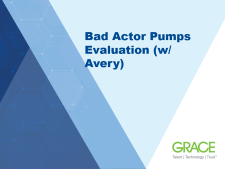 Bad Actor Pumps
Evaluation (w/
Avery)
GRACE
Talent | Technology | Trust™